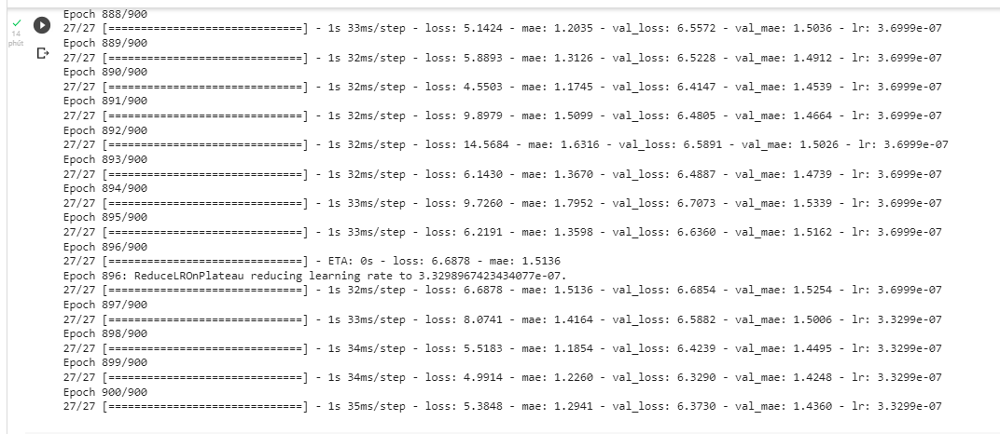 Epoch 888/900
27/27 [==============================] - 1s 33ms/step - loss: 5.1424 - mae: 1.2035 - val_loss: 6.5572 - val_mae: 1.5036 - lr: 3.6999e-07
Epoch 889/900
27/27 [==============================] - 1s 32ms/step - loss: 5.8893 - mae: 1.3126 - val_loss: 6.5228 - val_mae: 1.4912 - lr: 3.6999e-07
Epoch 890/900
27/27 [==============================] - 1s 32ms/step - loss: 4.5503 - mae: 1.1745 - val_loss: 6.4147 - val_mae: 1.4539 - lr: 3.6999e-07
Epoch 891/900
27/27 [==============================] - 1s 32ms/step - loss: 9.8979 - mae: 1.5099 - val_loss: 6.4805 - val_mae: 1.4664 - lr: 3.6999e-07
Epoch 892/900
27/27 [==============================] - 1s 32ms/step - loss: 14.5684 - mae: 1.6316 - val_loss: 6.5891 - val_mae: 1.5026 - lr: 3.6999e-07
Epoch 893/900
27/27 [==============================] - 1s 32ms/step - loss: 6.1430 - mae: 1.3670 - val_loss: 6.4887 - val_mae: 1.4739 - lr: 3.6999e-07
Epoch 894/900
27/27 [==============================] - 1s 33ms/step - loss: 9.7260 - mae: 1.7952 - val_loss: 6.7073 - val_mae: 1.5339 - lr: 3.6999e-07
Epoch 895/900
27/27 [==============================] - 1s 33ms/step - loss: 6.2191 - mae: 1.3598 - val_loss: 6.6360 - val_mae: 1.5162 - lr: 3.6999e-07
Epoch 896/900
27/27 [==============================] - ETA: 0s - loss: 6.6878 - mae: 1.5136
Epoch 896: ReduceLROnPlateau reducing learning rate to 3.3298967423434077e-07.
27/27 [==============================] - 1s 32ms/step - loss: 6.6878 - mae: 1.5136 - val_loss: 6.6854 - val_mae: 1.5254 - lr: 3.6999e-07
Epoch 897/900
27/27 [==============================] - 1s 33ms/step - loss: 8.0741 - mae: 1.4164 - val_loss: 6.5882 - val_mae: 1.5006 - lr: 3.3299e-07
Epoch 898/900
27/27 [==============================] - 1s 34ms/step - loss: 5.5183 - mae: 1.1854 - val_loss: 6.4239 - val_mae: 1.4495 - lr: 3.3299e-07
Epoch 899/900
27/27 [==============================] - 1s 34ms/step - loss: 4.9914 - mae: 1.2260 - val_loss: 6.3290 - val_mae: 1.4248 - lr: 3.3299e-07
Epoch 900/900
27/27 [==============================] - 1s 35ms/step - loss: 5.3848 - mae: 1.2941 - val_loss: 6.3730 - val_mae: 1.4360 - lr: 3.3299e-07
14
phút